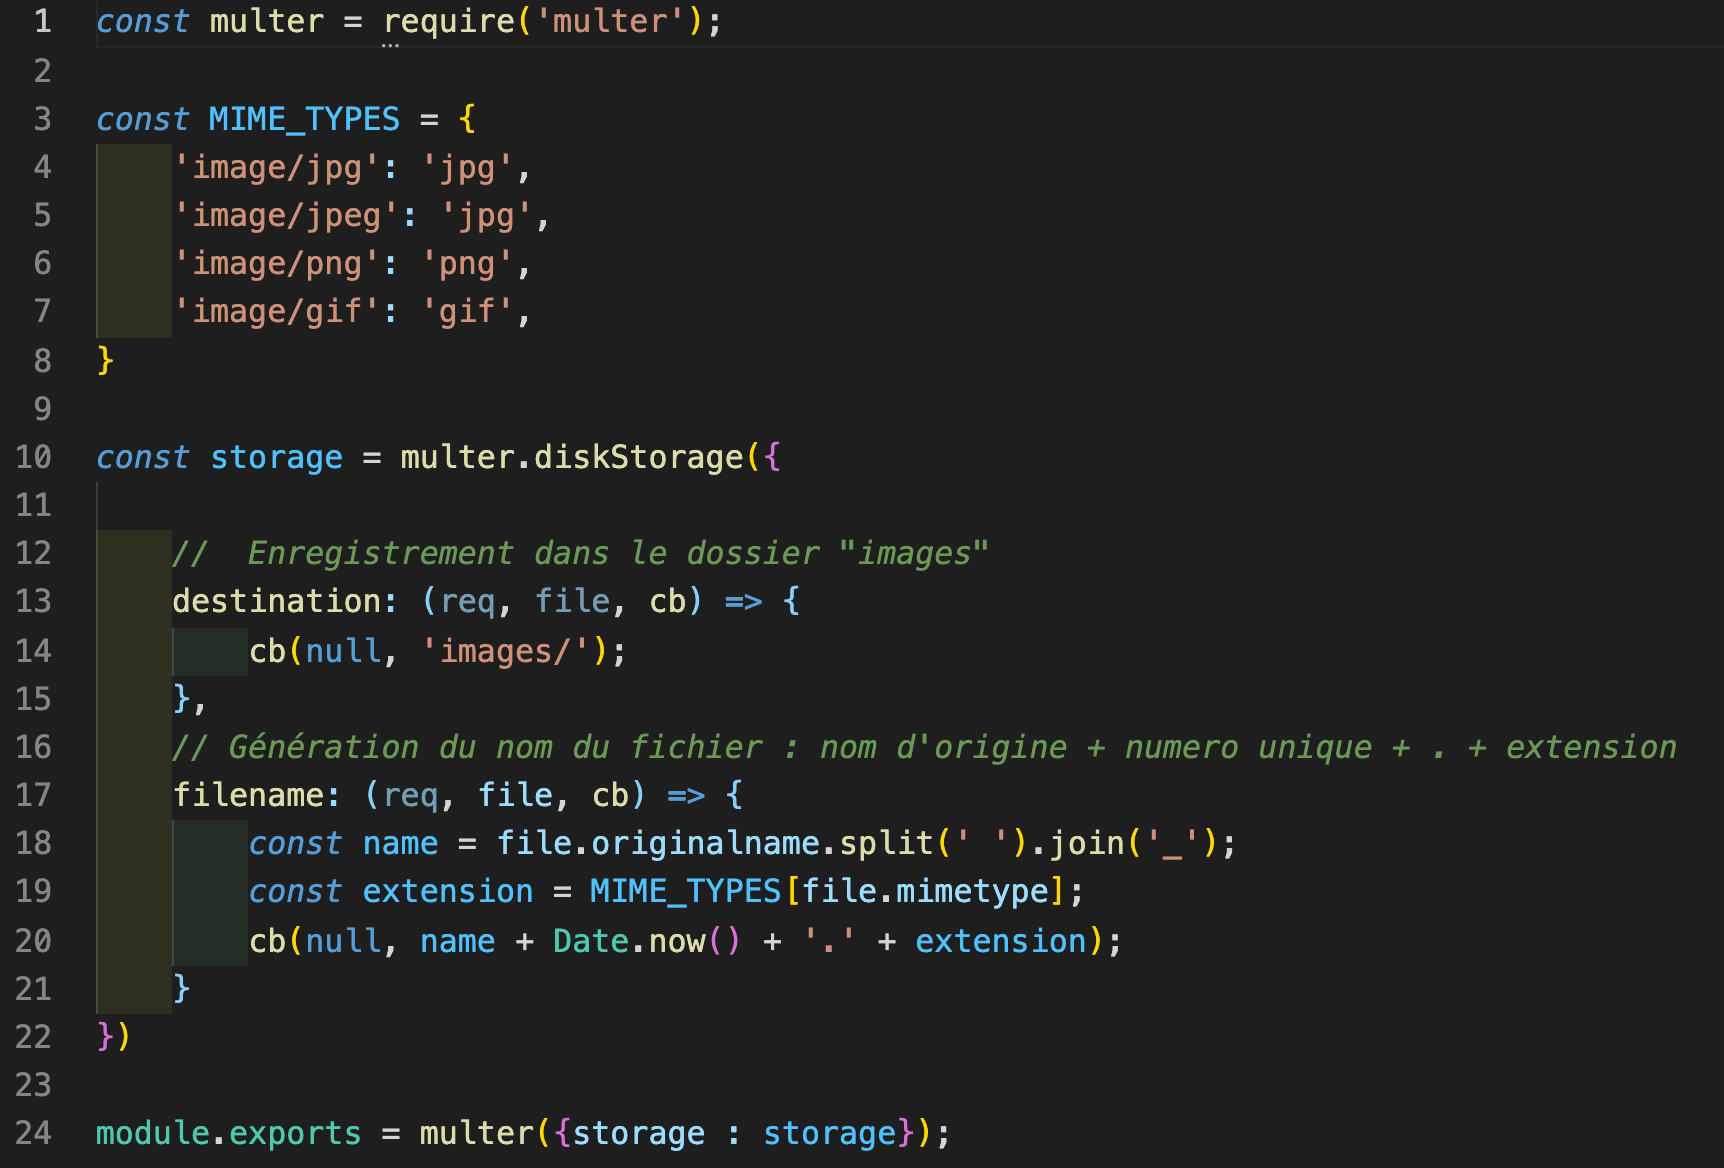 1 const multer = require('multer');
2
3 const MIME_TYPES = {
4     'image/jpg': 'jpg',
5     'image/jpeg': 'jpg',
6     'image/png': 'png',
7     'image/gif': 'gif',
8 }
9
10 const storage = multer.diskStorage({
11
12     //  Enregistrement dans le dossier "images"
13     destination: (req, file, cb) => {
14         cb(null, 'images/');
15     },
16     // Génération du nom du fichier : nom d'origine + numero unique + . + extension
17     filename: (req, file, cb) => {
18         const name = file.originalname.split(' ').join('_');
19         const extension = MIME_TYPES[file.mimetype];
20         cb(null, name + Date.now() + '.' + extension);
21     }
22 })
23
24 module.exports = multer({storage : storage});